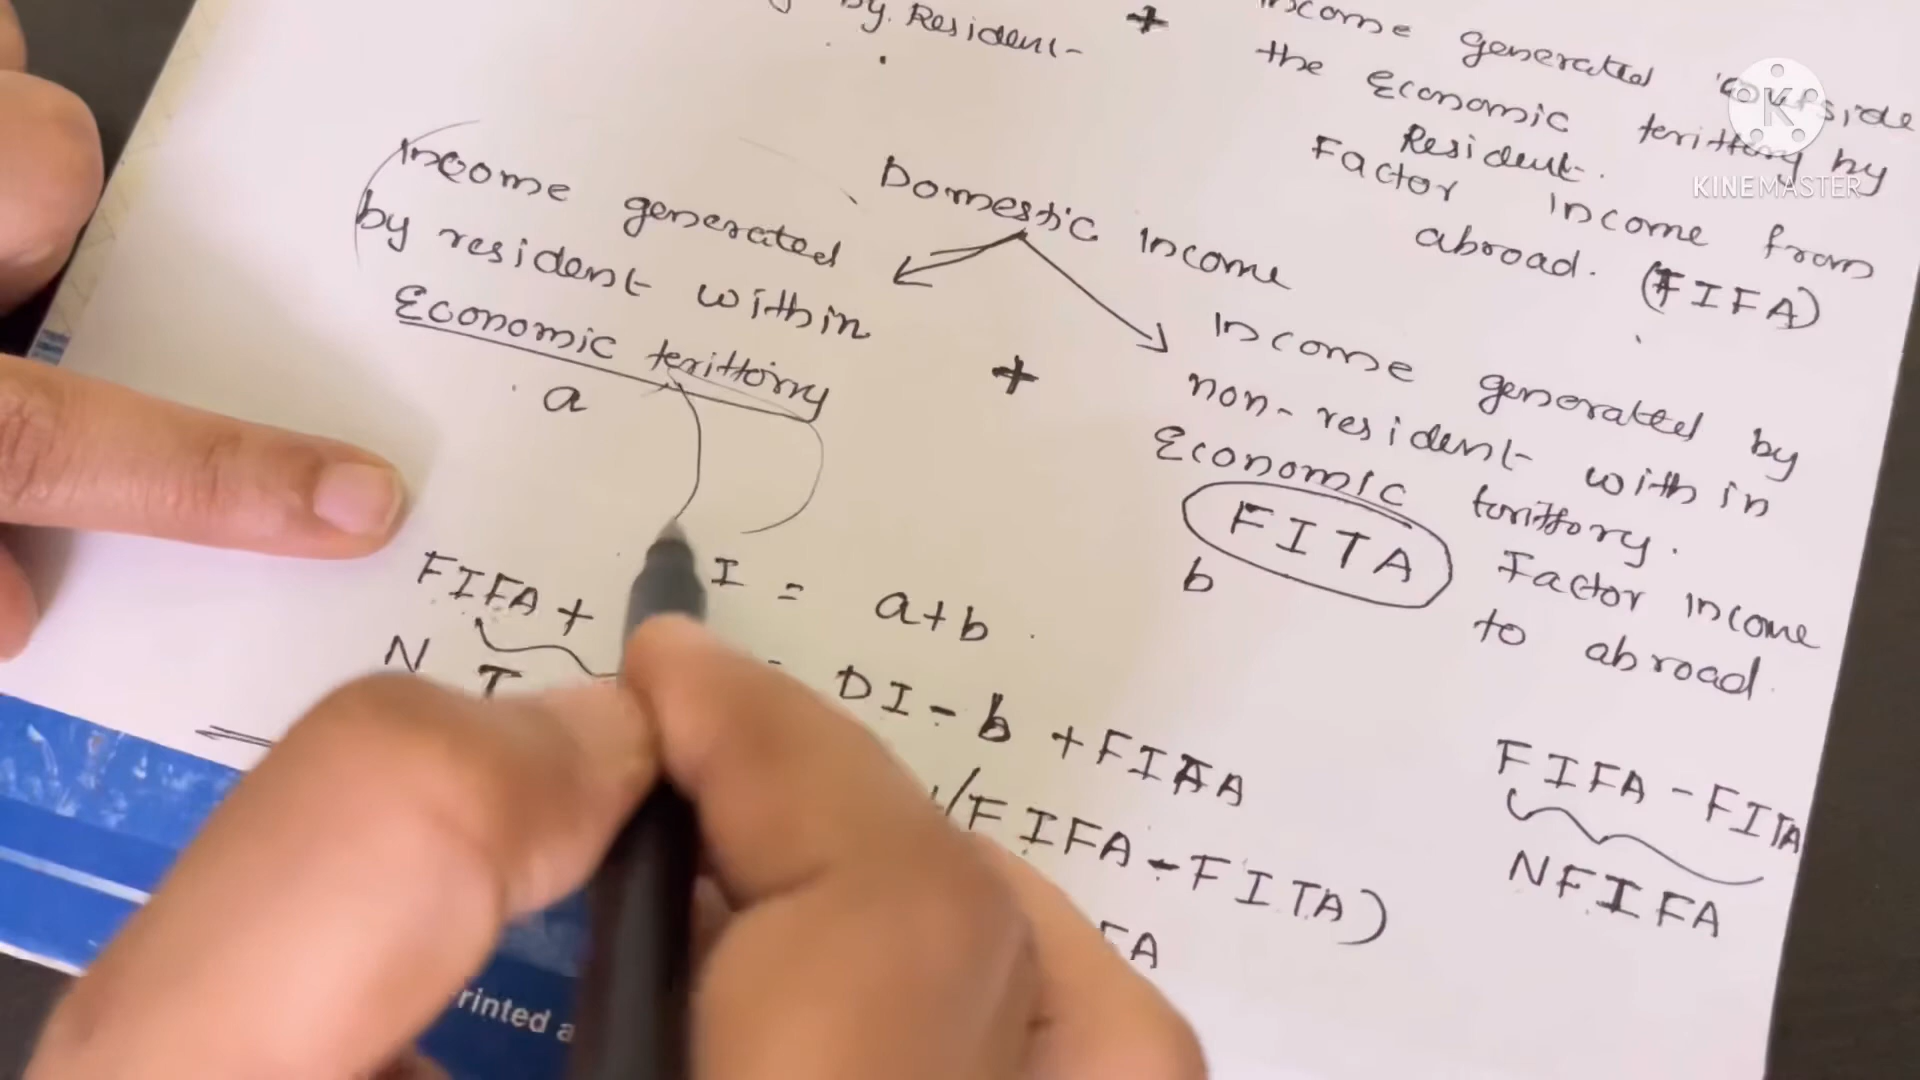 by. Resident
+
income generated outside
the Economic terittory by
Resident.
Factor Income from
abroad. (FIFA)
KINEMASTER
Domestic Income
Income generated
by resident within
Economic terittory
a
+
Income generated by
non-resident with in
Economic terittory.
FITA
Factor income
to abroad.
b
I = a+b
FIFA +
N
= DI - b + FIFA
(FIFA - FITA)
FA
FIFA - FITA
NFIFA
rinted a